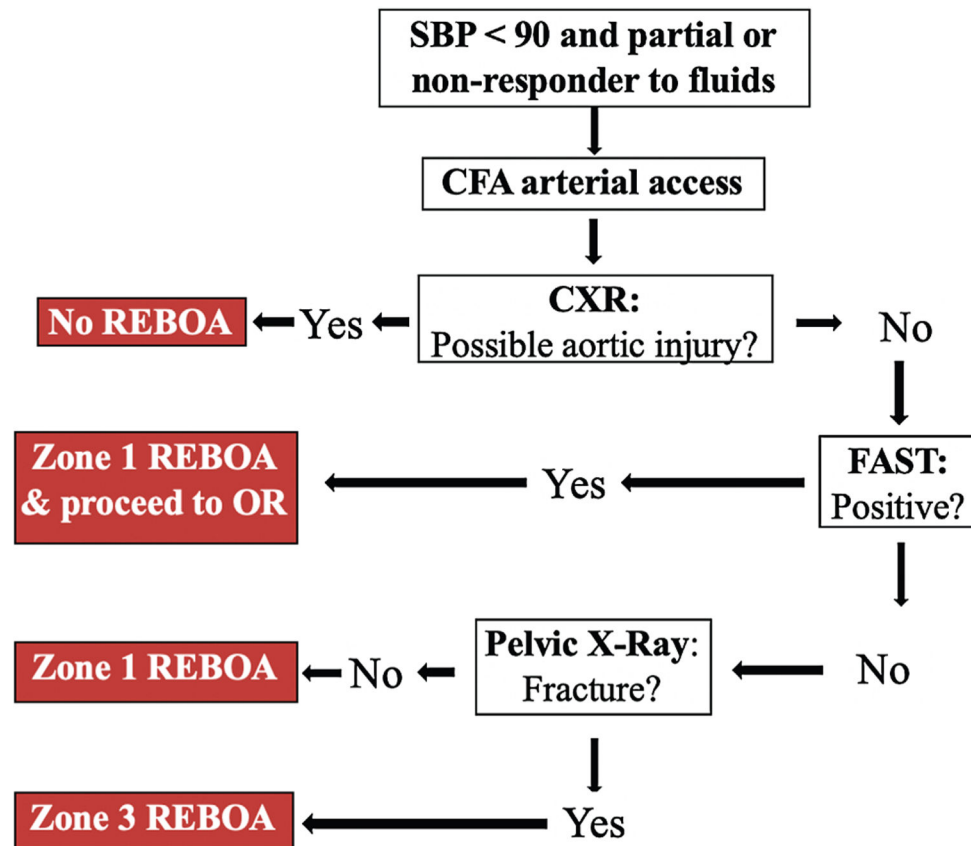 SBP < 90 and partial or
non-responder to fluids
CFA arterial access
CXR:
Possible aortic injury?
Yes
No REBOA
No
FAST:
Positive?
Yes
Zone 1 REBOA
& proceed to OR
No
Pelvic X-Ray:
Fracture?
No
Zone 1 REBOA
Yes
Zone 3 REBOA